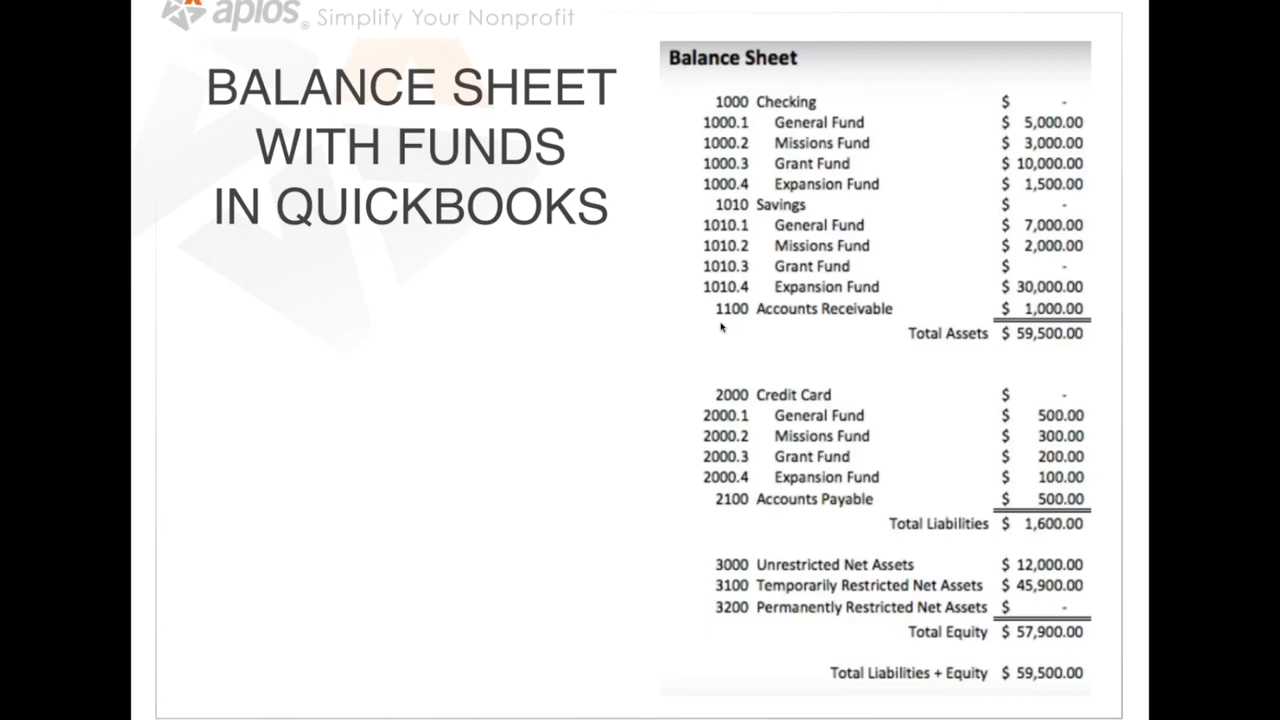 aplos® Simplify Your Nonprofit
BALANCE SHEET
WITH FUNDS
IN QUICKBOOKS
Balance Sheet
1000 Checking $ -
1000.1 General Fund $ 5,000.00
1000.2 Missions Fund $ 3,000.00
1000.3 Grant Fund $ 10,000.00
1000.4 Expansion Fund $ 1,500.00
1010 Savings $ -
1010.1 General Fund $ 7,000.00
1010.2 Missions Fund $ 2,000.00
1010.3 Grant Fund $ -
1010.4 Expansion Fund $ 30,000.00
1100 Accounts Receivable $ 1,000.00
Total Assets $ 59,500.00
2000 Credit Card $ -
2000.1 General Fund $ 500.00
2000.2 Missions Fund $ 300.00
2000.3 Grant Fund $ 200.00
2000.4 Expansion Fund $ 100.00
2100 Accounts Payable $ 500.00
Total Liabilities $ 1,600.00
3000 Unrestricted Net Assets $ 12,000.00
3100 Temporarily Restricted Net Assets $ 45,900.00
3200 Permanently Restricted Net Assets $ -
Total Equity $ 57,900.00
Total Liabilities + Equity $ 59,500.00